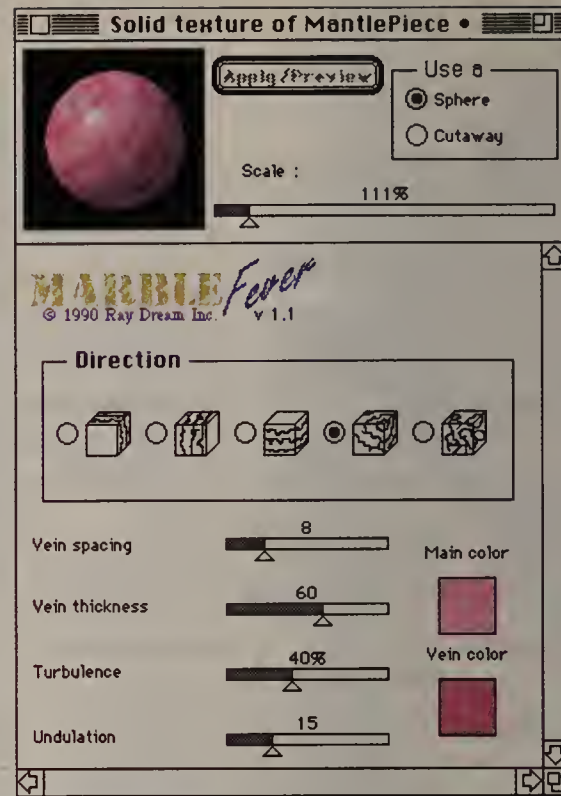 Solid texture of MantlePiece •
Apply/Preview
Use a
Sphere
Cutaway
Scale :
111%
MARBLE Fever
© 1990 Ray Dream Inc. v 1.1
Direction
Vein spacing
8
Main color
Vein thickness
60
Vein color
Turbulence
40%
Undulation
15